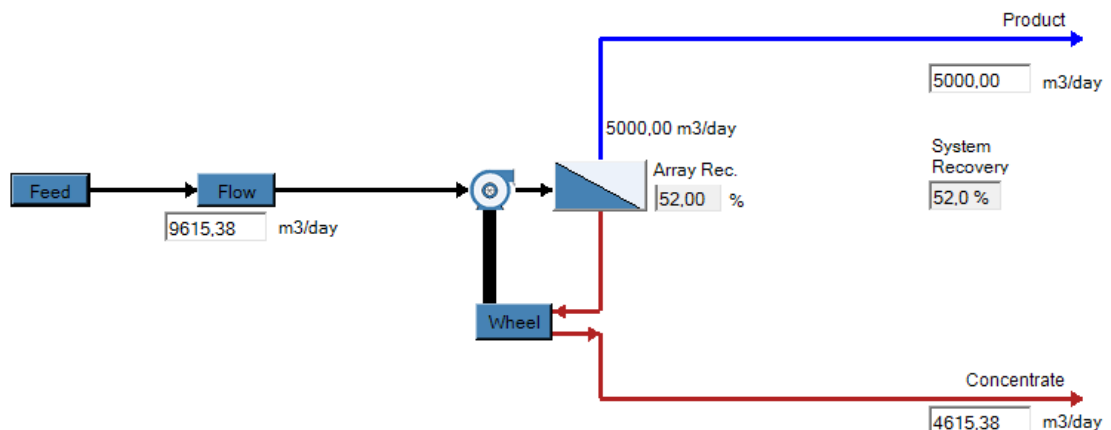 Product
5000,00 m3/day
5000,00 m3/day
System
Recovery
52,0 %
Array Rec.
52,00 %
Feed
Flow
9615,38 m3/day
Wheel
Concentrate
4615,38 m3/day